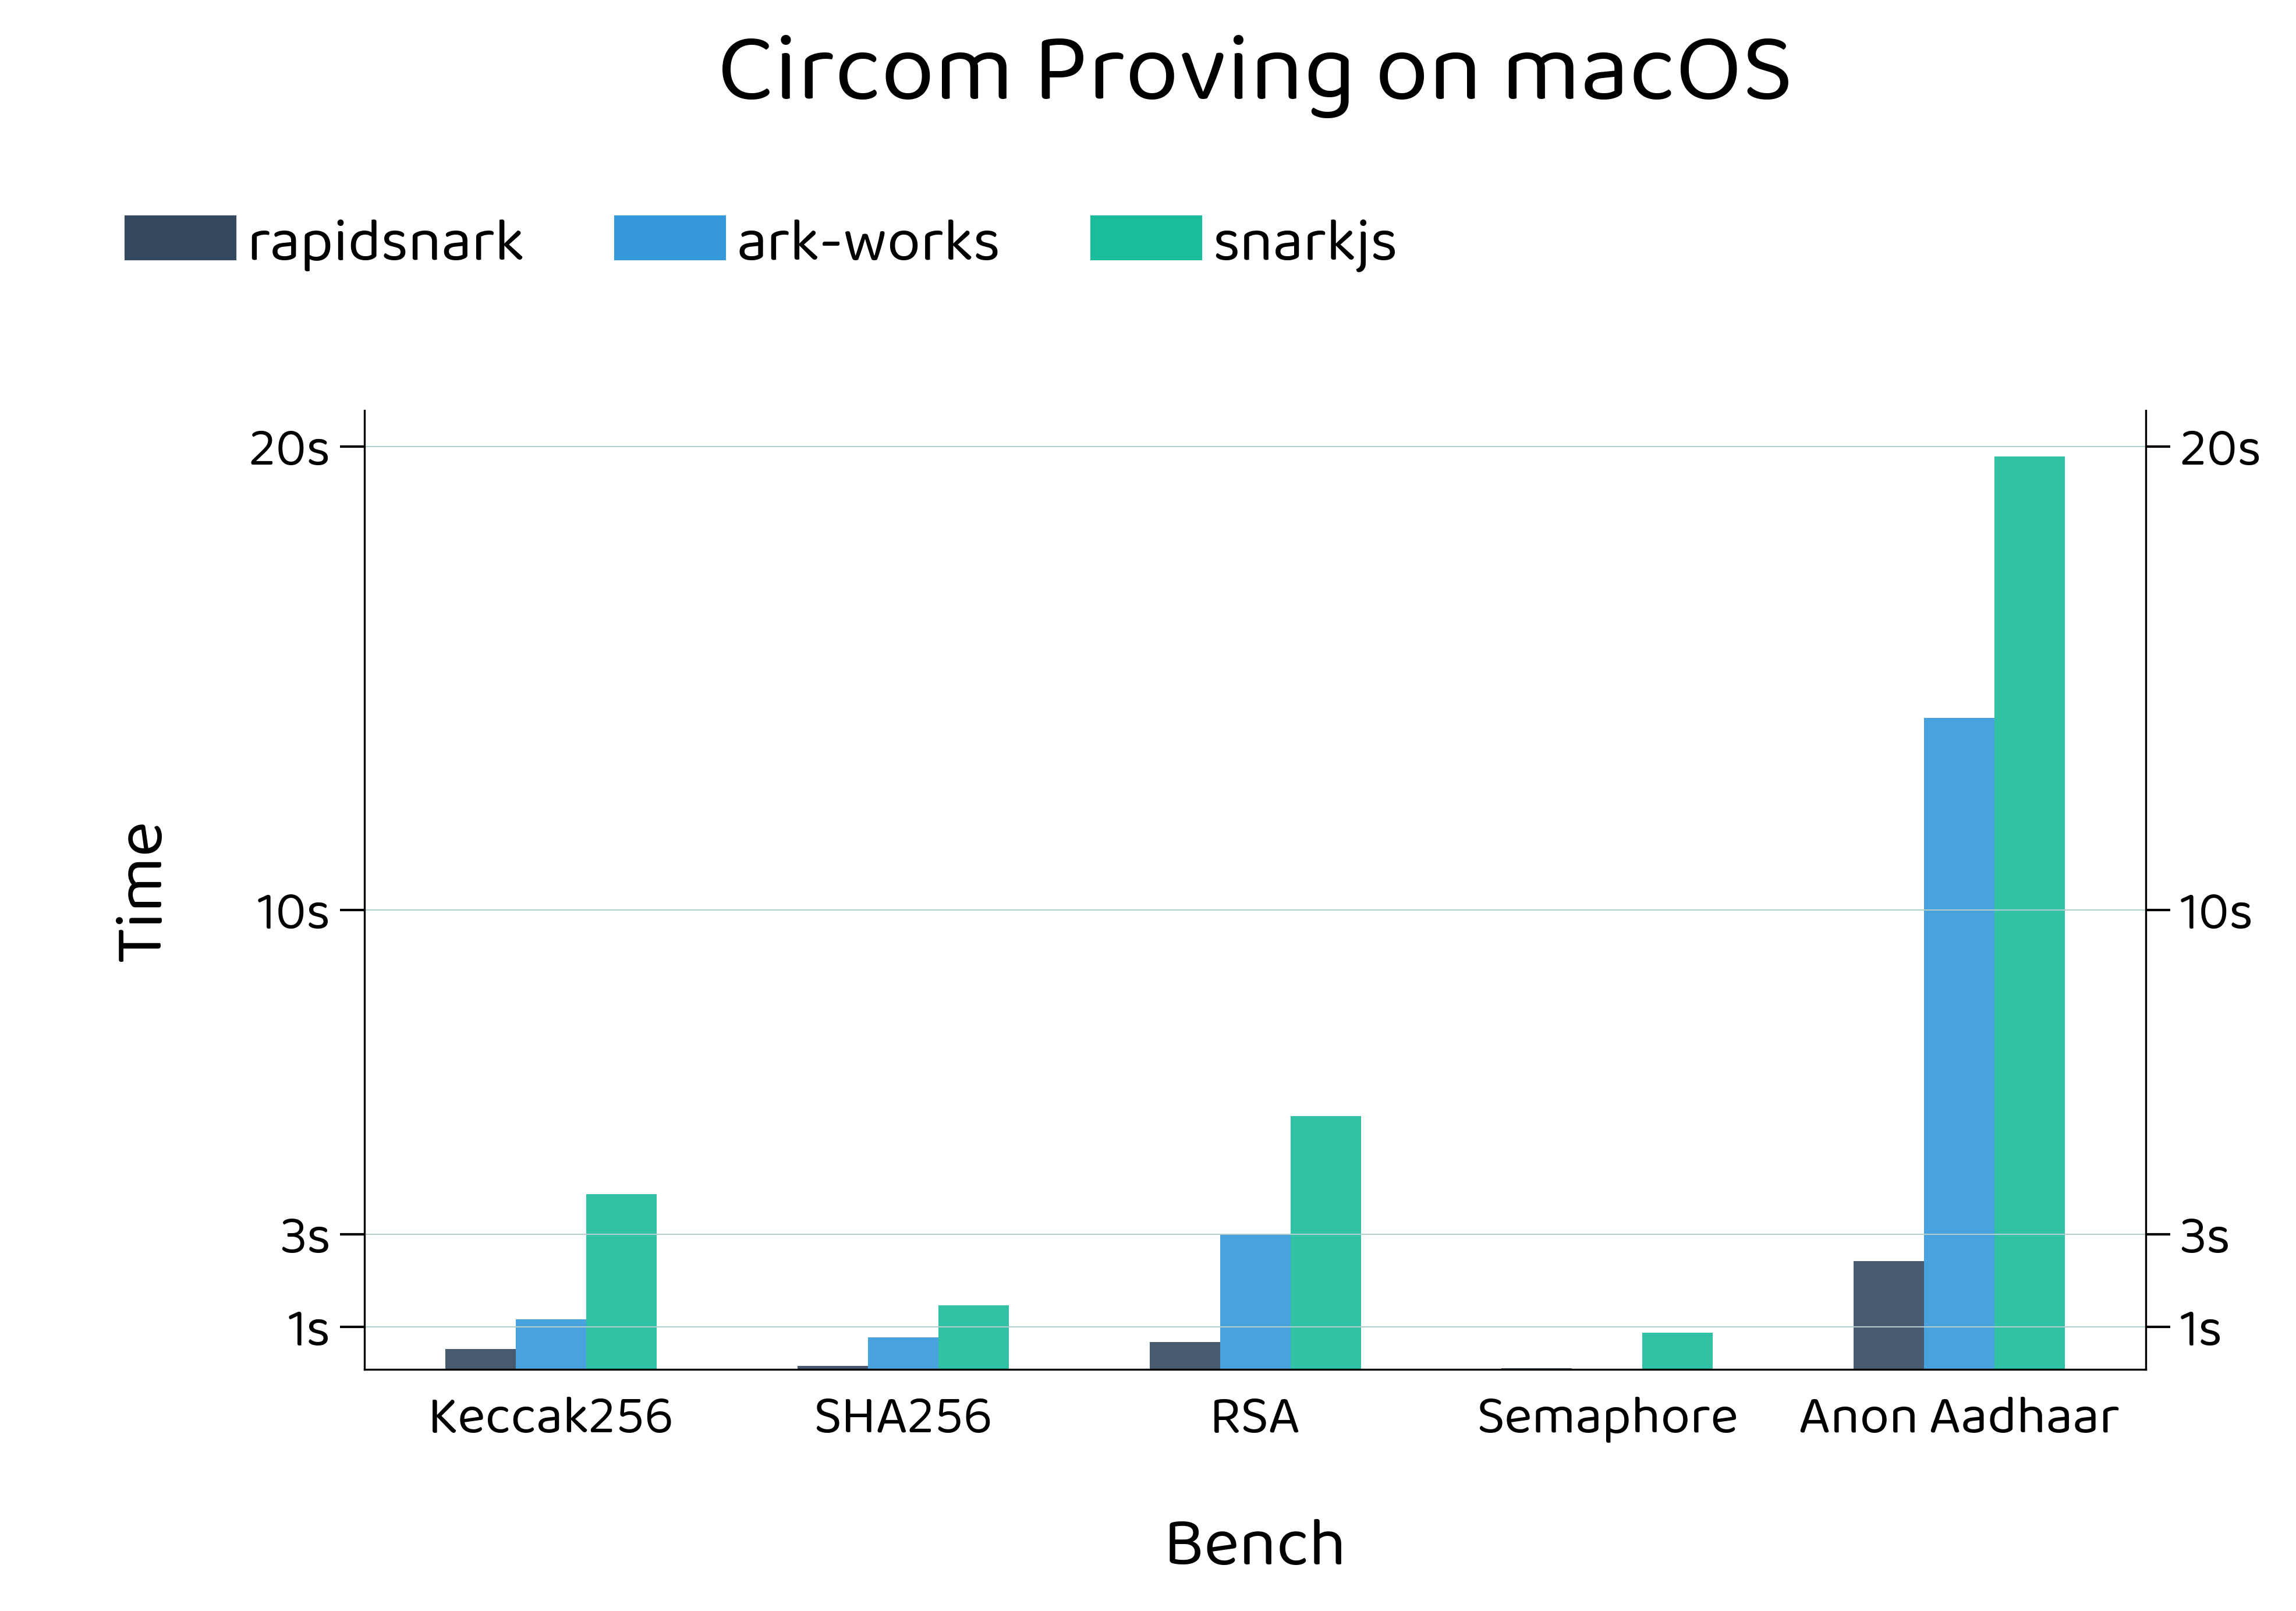 Circom Proving on macOS
rapidsnark ark-works snarkjs
20s 20s
10s 10s
Time
3s 3s
1s 1s
Keccak256 SHA256 RSA Semaphore Anon Aadhaar
Bench